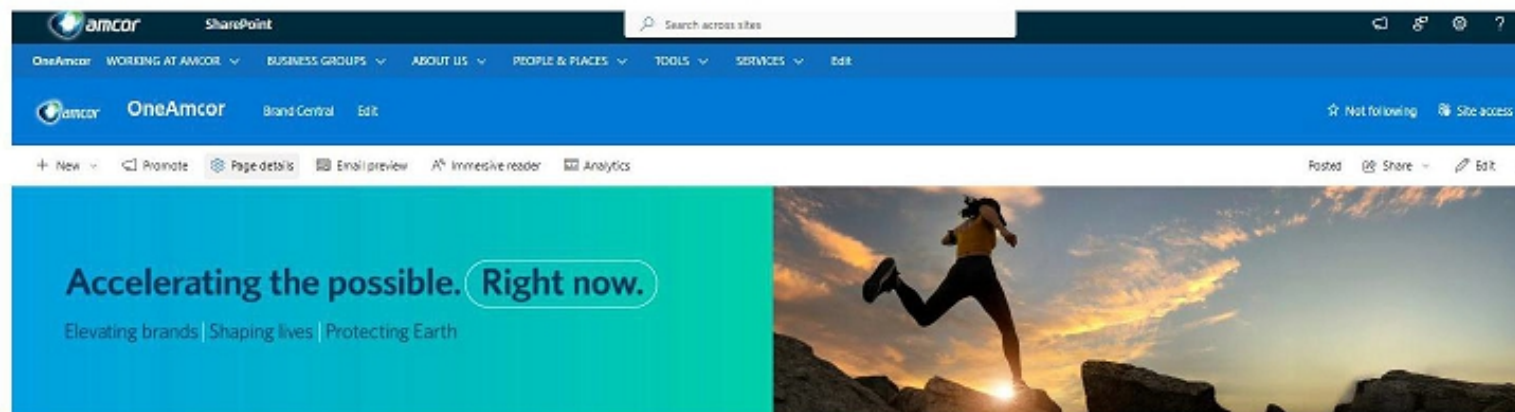 amcor SharePoint Search across sites ?
OneAmcor WORKING AT AMCOR BUSINESS GROUPS ABOUT US PEOPLE & PLACES TOOLS SERVICES Edit
amcor OneAmcor Brand Central Edit Not following Site access
+ New Promote Page details Email preview Immersive reader Analytics Posted Share Edit
Accelerating the possible. Right now.
Elevating brands | Shaping lives | Protecting Earth